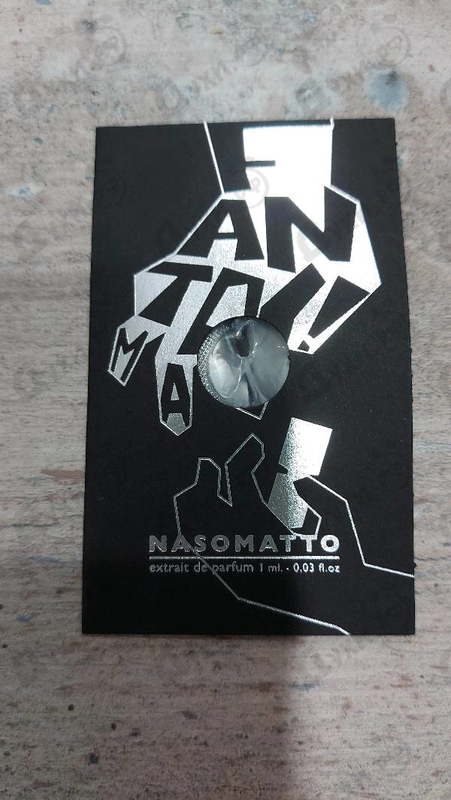 F
AN
TO
MA
NASOMATTO
extrait de parfum 1 ml. - 0.03 fl.oz